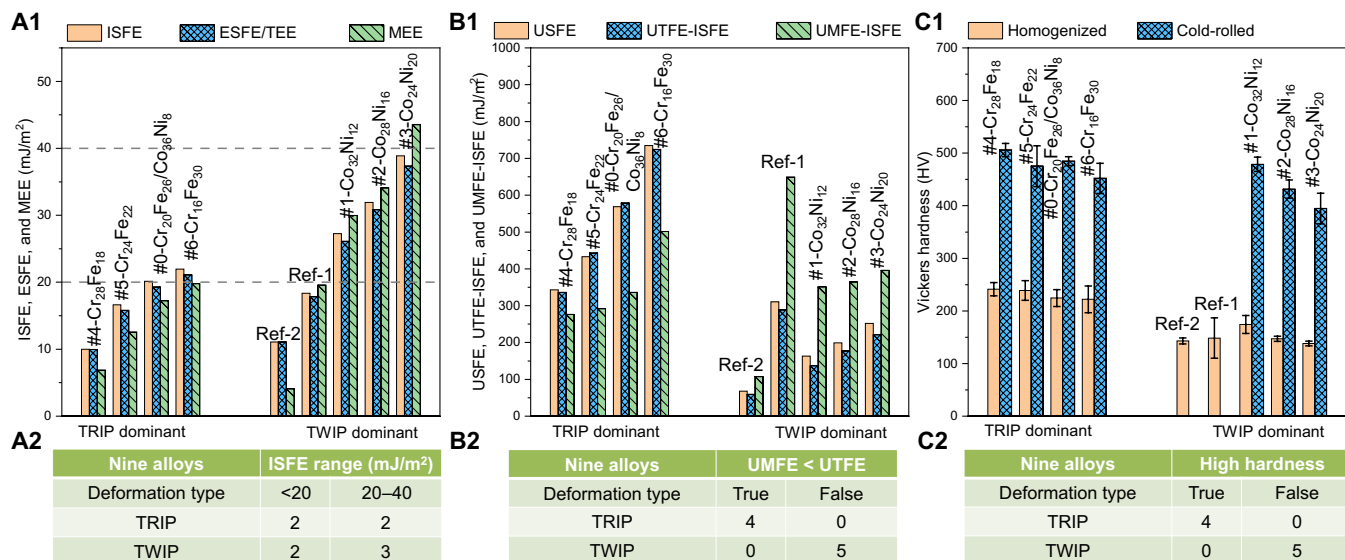 A1
ISFE ESFE/TEE MEE
ISFE, ESFE, and MEE (mJ/m²)
50
40
30
20
10
0
#4-Cr₂₈Fe₁₈
#5-Cr₂₄Fe₂₂
#0-Cr₂₀Fe₂₆/Co₃₆Ni₈
#6-Cr₁₆Fe₃₀
Ref-2
Ref-1
#1-Co₃₂Ni₁₂
#2-Co₂₈Ni₁₆
#3-Co₂₄Ni₂₀
TRIP dominant TWIP dominant
B1
USFE UTFE-ISFE UMFE-ISFE
USFE, UTFE-ISFE, and UMFE-ISFE (mJ/m²)
1000
900
800
700
600
500
400
300
200
100
0
#4-Cr₂₈Fe₁₈
#5-Cr₂₄Fe₂₂
#0-Cr₂₀Fe₂₆/
Co₃₆Ni₈
#6-Cr₁₆Fe₃₀
Ref-2
Ref-1
#1-Co₃₂Ni₁₂
#2-Co₂₈Ni₁₆
#3-Co₂₄Ni₂₀
TRIP dominant TWIP dominant
C1
Homogenized Cold-rolled
Vickers hardness (HV)
700
600
500
400
300
200
100
0
#4-Cr₂₈Fe₁₈
#5-Cr₂₄Fe₂₂
#0-Cr₂₀Fe₂₆/Co₃₆Ni₈
#6-Cr₁₆Fe₃₀
Ref-2
Ref-1
#1-Co₃₂Ni₁₂
#2-Co₂₈Ni₁₆
#3-Co₂₄Ni₂₀
TRIP dominant TWIP dominant
A2
Nine alloys ISFE range (mJ/m²)
Deformation type <20 20–40
TRIP 2 2
TWIP 2 3
B2
Nine alloys UMFE < UTFE
Deformation type True False
TRIP 4 0
TWIP 0 5
C2
Nine alloys High hardness
Deformation type True False
TRIP 4 0
TWIP 0 5